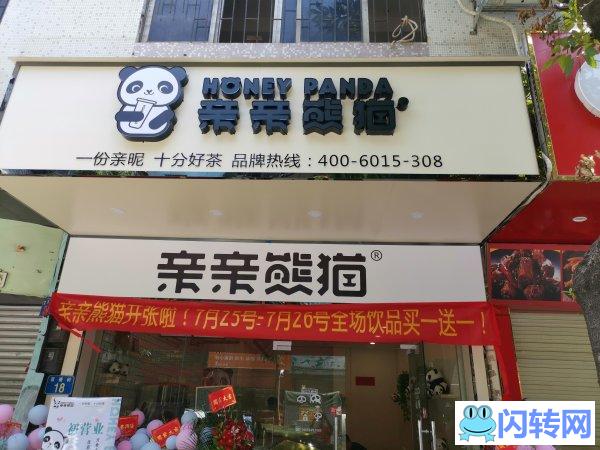 HONEY PANDA
亲亲熊猫®
一份亲昵 十分好茶 品牌热线：400-6015-308
亲亲熊猫®
亲亲熊猫开张啦！7月25号-7月26号全场饮品买一送一！
18
试营业
闪转网